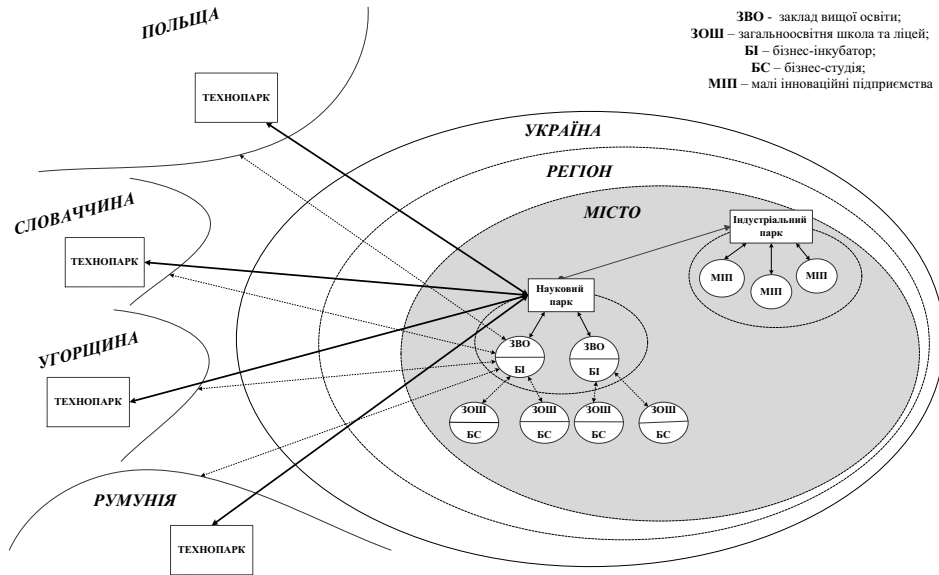 ПОЛЬЩА
ЗВО - заклад вищої освіти;
ЗОШ – загальноосвітня школа та ліцей;
БІ – бізнес-інкубатор;
БС – бізнес-студія;
МІП – малі інноваційні підприємства
ТЕХНОПАРК
УКРАЇНА
РЕГІОН
МІСТО
СЛОВАЧЧИНА
ТЕХНОПАРК
Індустріальний
парк
МІП
МІП
МІП
Науковий
парк
УГОРЩИНА
ТЕХНОПАРК
ЗВО
БІ
ЗВО
БІ
ЗОШ
БС
ЗОШ
БС
ЗОШ
БС
ЗОШ
БС
РУМУНІЯ
ТЕХНОПАРК